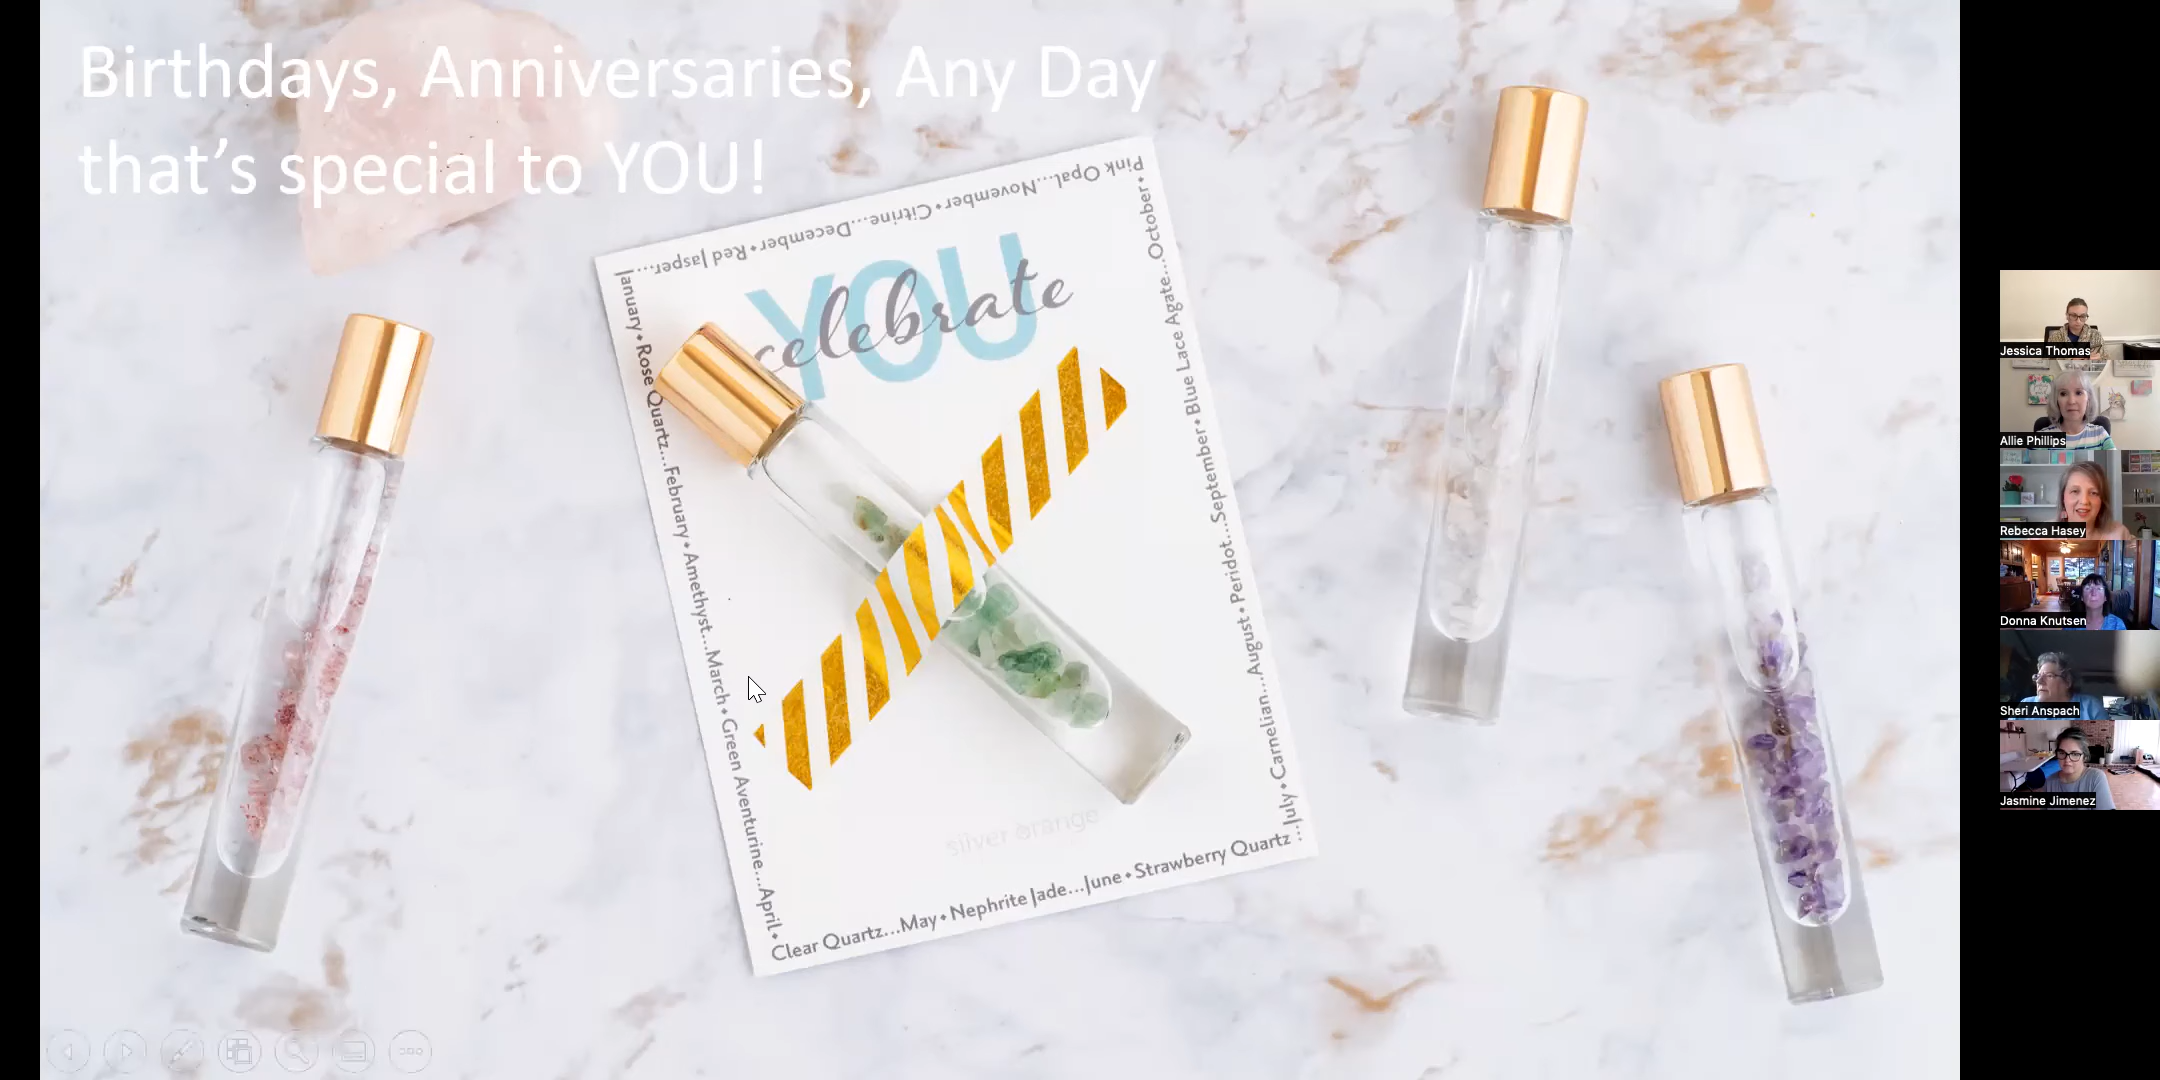 Birthdays, Anniversaries, Any Day
that’s special to YOU!
YOU
celebrate
January • Rose Quartz...February • Amethyst...March • Green Aventurine...April •
Clear Quartz...May • Nephrite Jade...June • Strawberry Quartz
...July • Carnelian...August • Peridot...September • Blue Lace Agate...October •
Pink Opal...November • Citrine...December • Red Jasper...
silver orange
Jessica Thomas
Allie Phillips
Rebecca Hasey
Donna Knutsen
Sheri Anspach
Jasmine Jimenez